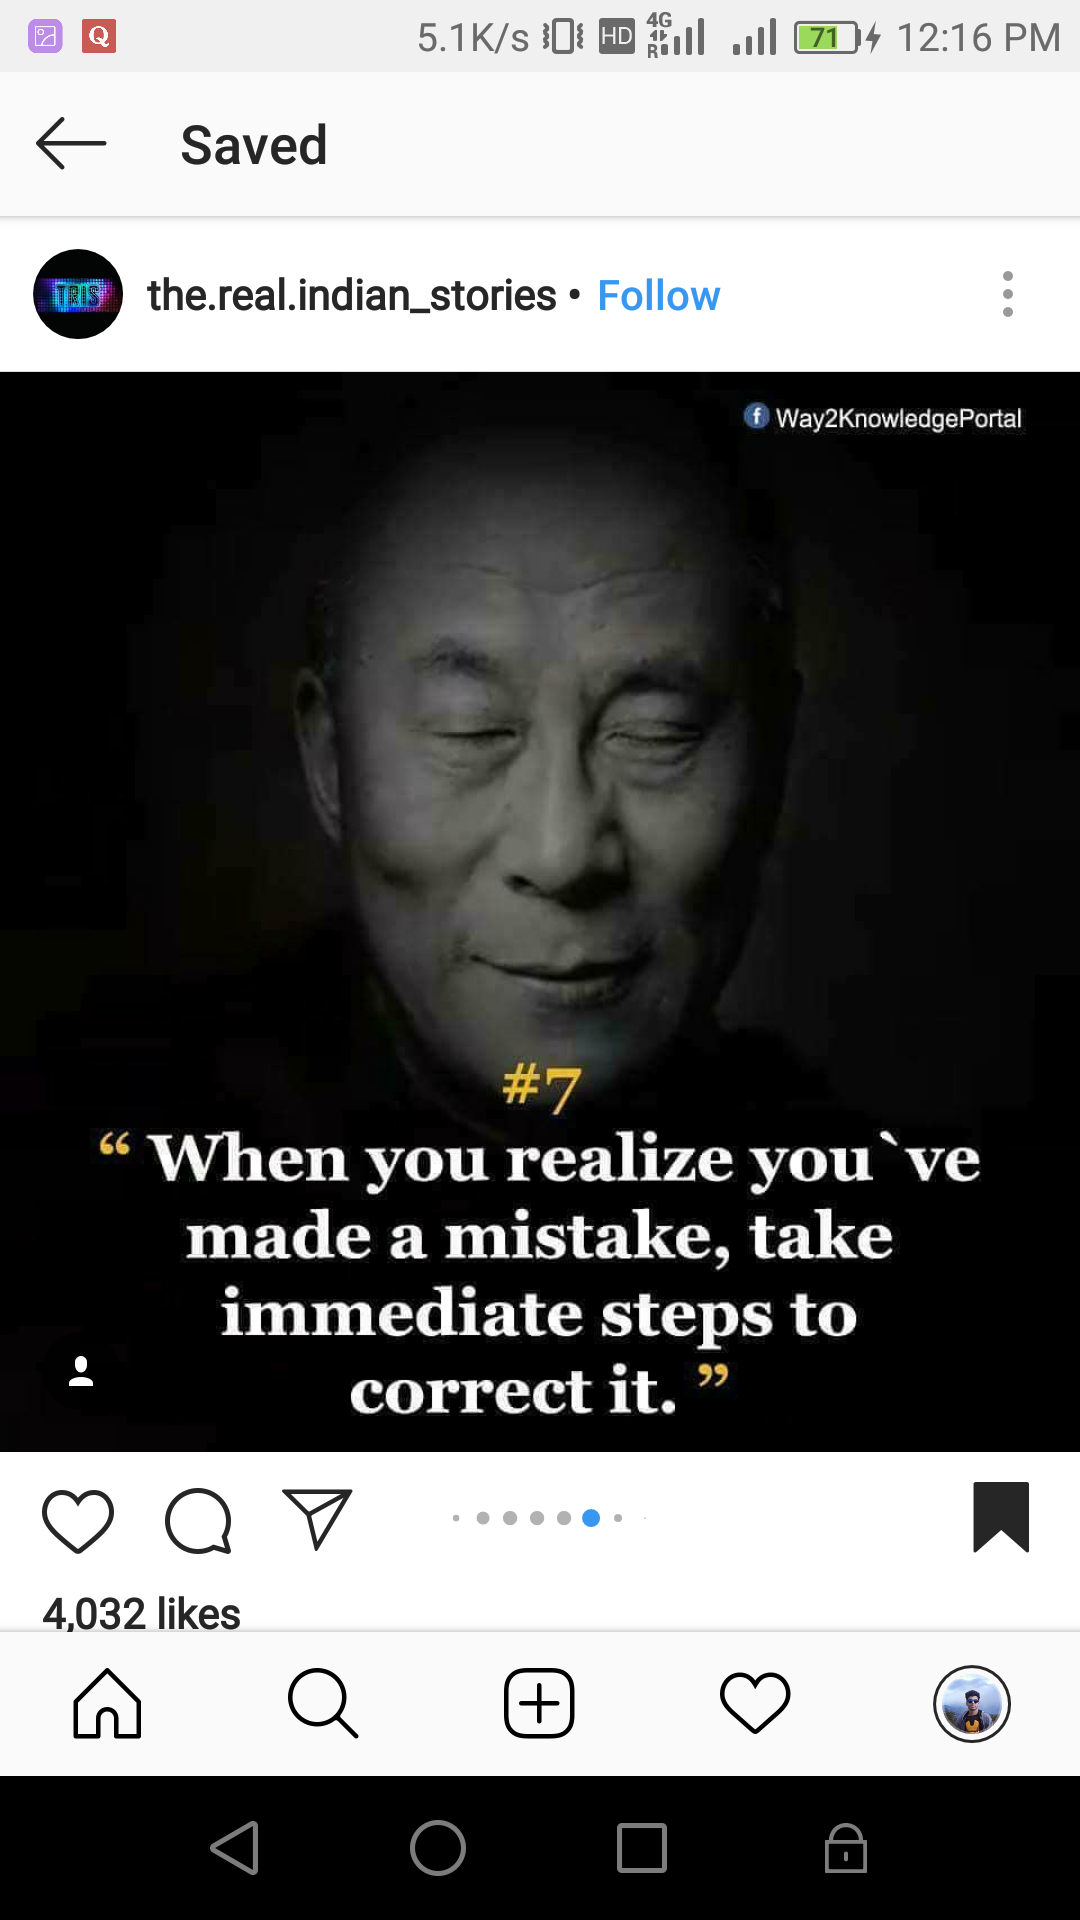 5.1K/s HD 4G R 71 12:16 PM
Saved
TRIS the.real.indian_stories • Follow
f Way2KnowledgePortal
#7
“ When you realize you`ve
made a mistake, take
immediate steps to
correct it. ”
4,032 likes